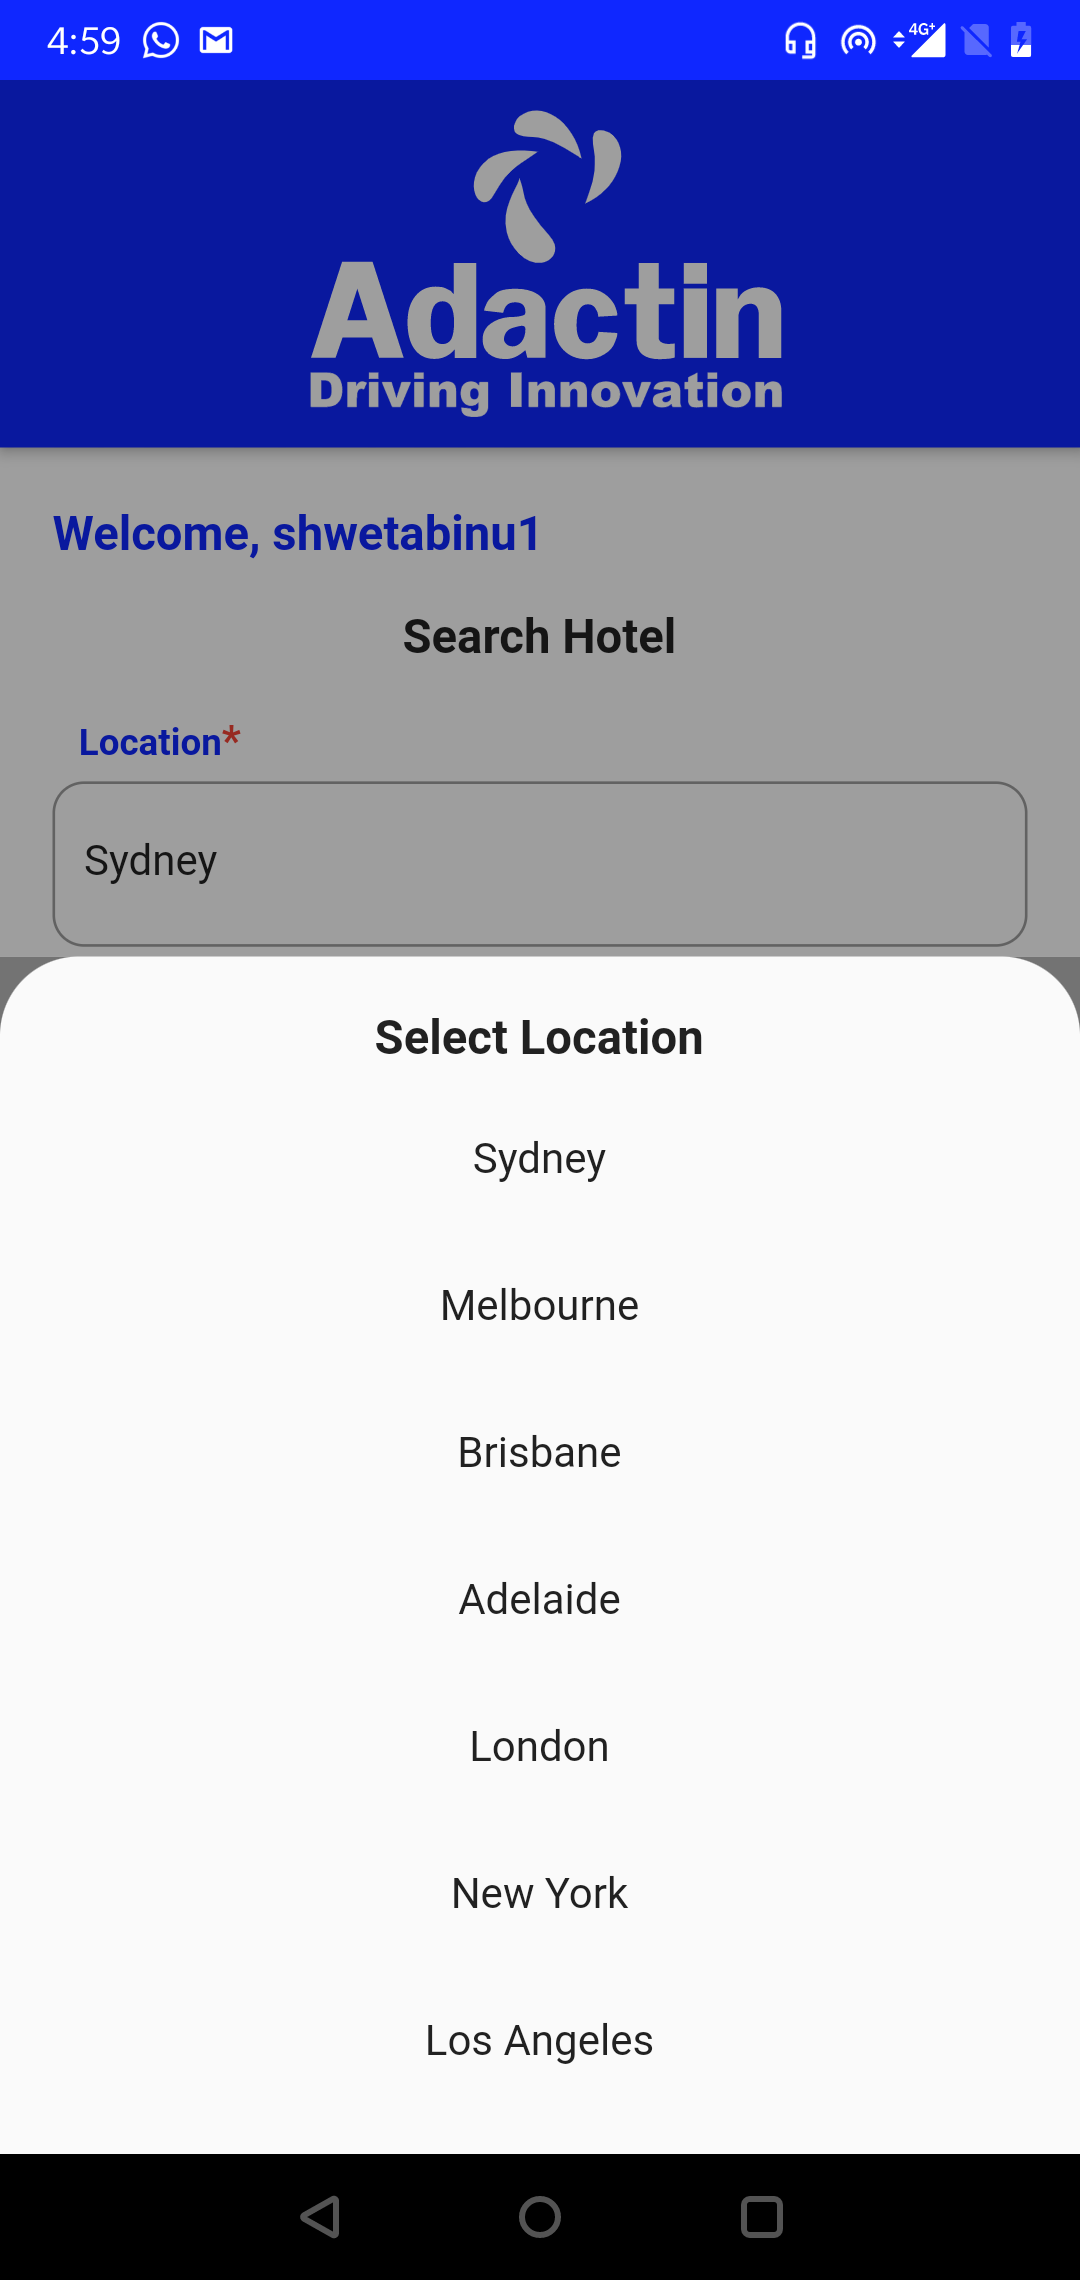 4:59
4G+
Adactin
Driving Innovation
Welcome, shwetabinu1
Search Hotel
Location*
Sydney
Select Location
Sydney
Melbourne
Brisbane
Adelaide
London
New York
Los Angeles